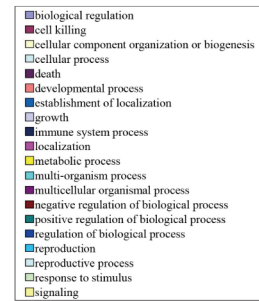 biological regulation
cell killing
cellular component organization or biogenesis
cellular process
death
developmental process
establishment of localization
growth
immune system process
localization
metabolic process
multi-organism process
multicellular organismal process
negative regulation of biological process
positive regulation of biological process
regulation of biological process
reproduction
reproductive process
response to stimulus
signaling